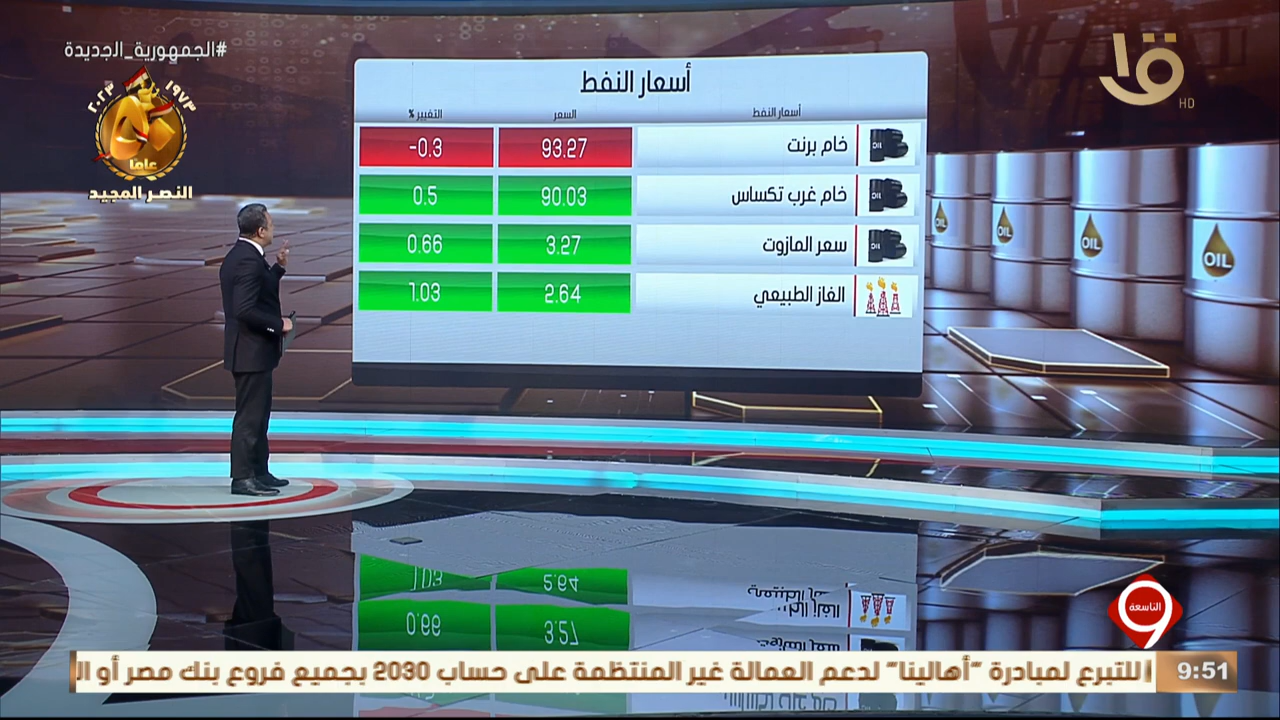 #الجمهورية_الجديدة
HD
١٩٧٣
٢٠٢٣
٥٠
عاما
النصر المجيد
أسعار النفط
أسعار النفط السعر التغيير %
خام برنت 93.27 -0.3
خام غرب تكساس 90.03 0.5
سعر المازوت 3.27 0.66
الغاز الطبيعي 2.64 1.03
OIL
OIL
OIL
OIL
التاسعة
9
للتبرع لمبادرة “أهالينا” لدعم العمالة غير المنتظمة على حساب 2030 بجميع فروع بنك مصر أو
9:51